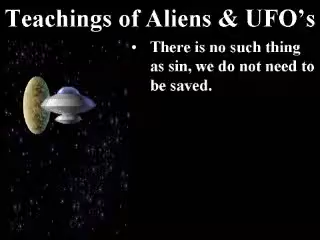 Teachings of Aliens & UFO's
• There is no such thing
as sin, we do not need to
be saved.